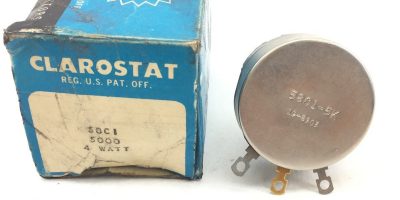 CLAROSTAT
REG. U.S. PAT. OFF.
58C1
5000
4 WATT
58C1-5K